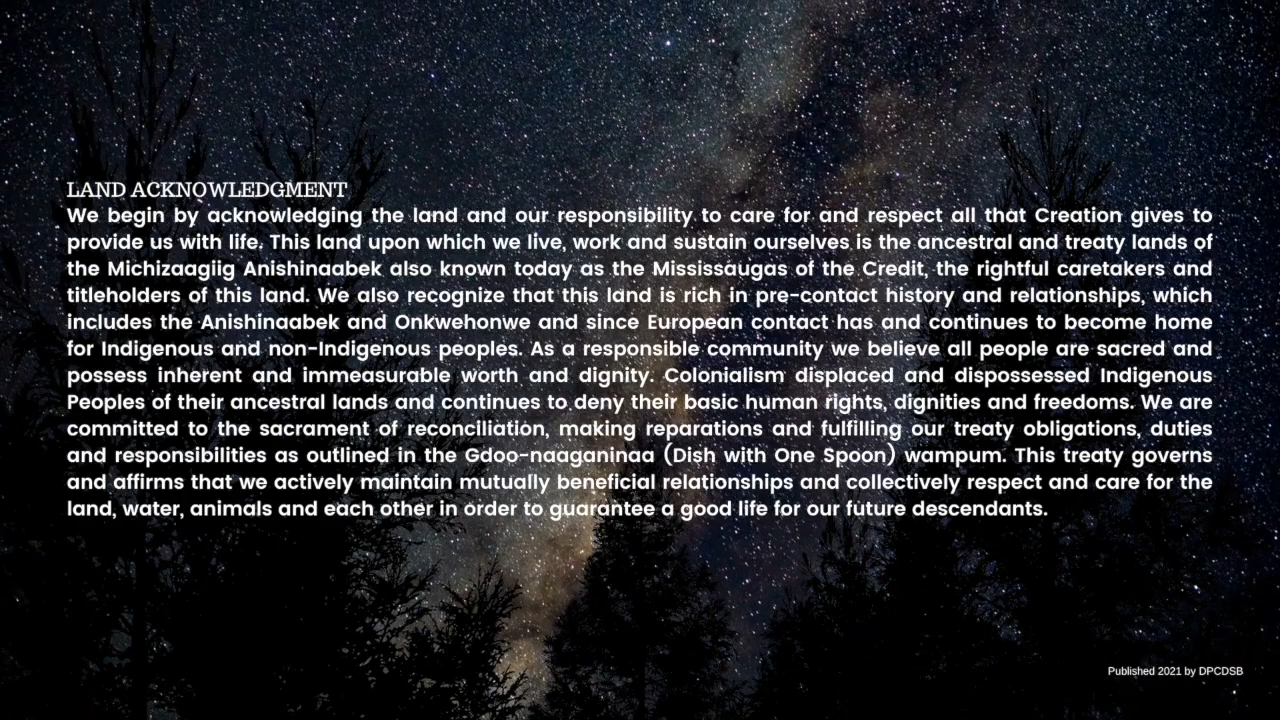 LAND ACKNOWLEDGMENT
We begin by acknowledging the land and our responsibility to care for and respect all that Creation gives to
provide us with life. This land upon which we live, work and sustain ourselves is the ancestral and treaty lands of
the Michizaagiig Anishinaabek also known today as the Mississaugas of the Credit, the rightful caretakers and
titleholders of this land. We also recognize that this land is rich in pre-contact history and relationships, which
includes the Anishinaabek and Onkwehonwe and since European contact has and continues to become home
for Indigenous and non-Indigenous peoples. As a responsible community we believe all people are sacred and
possess inherent and immeasurable worth and dignity. Colonialism displaced and dispossessed Indigenous
Peoples of their ancestral lands and continues to deny their basic human rights, dignities and freedoms. We are
committed to the sacrament of reconciliation, making reparations and fulfilling our treaty obligations, duties
and responsibilities as outlined in the Gdoo-naaganinaa (Dish with One Spoon) wampum. This treaty governs
and affirms that we actively maintain mutually beneficial relationships and collectively respect and care for the
land, water, animals and each other in order to guarantee a good life for our future descendants.
Published 2021 by DPCDSB